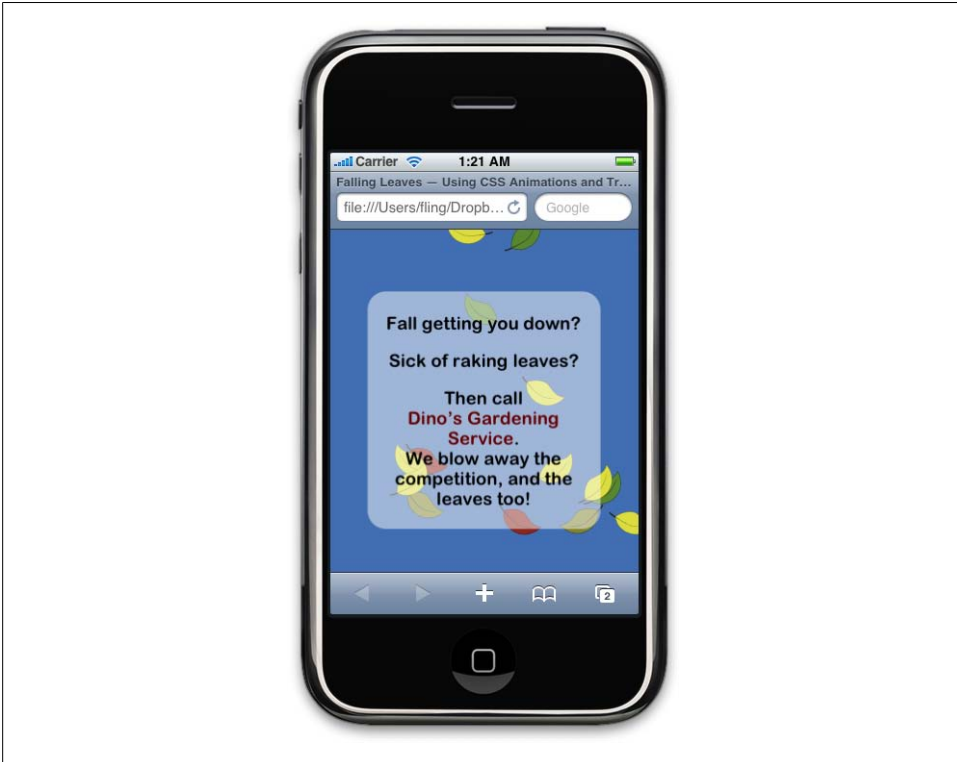 Carrier 1:21 AM
Falling Leaves — Using CSS Animations and Tr...
file:///Users/fling/Dropb... Google
Fall getting you down?
Sick of raking leaves?
Then call
Dino’s Gardening
Service.
We blow away the
competition, and the
leaves too!
2